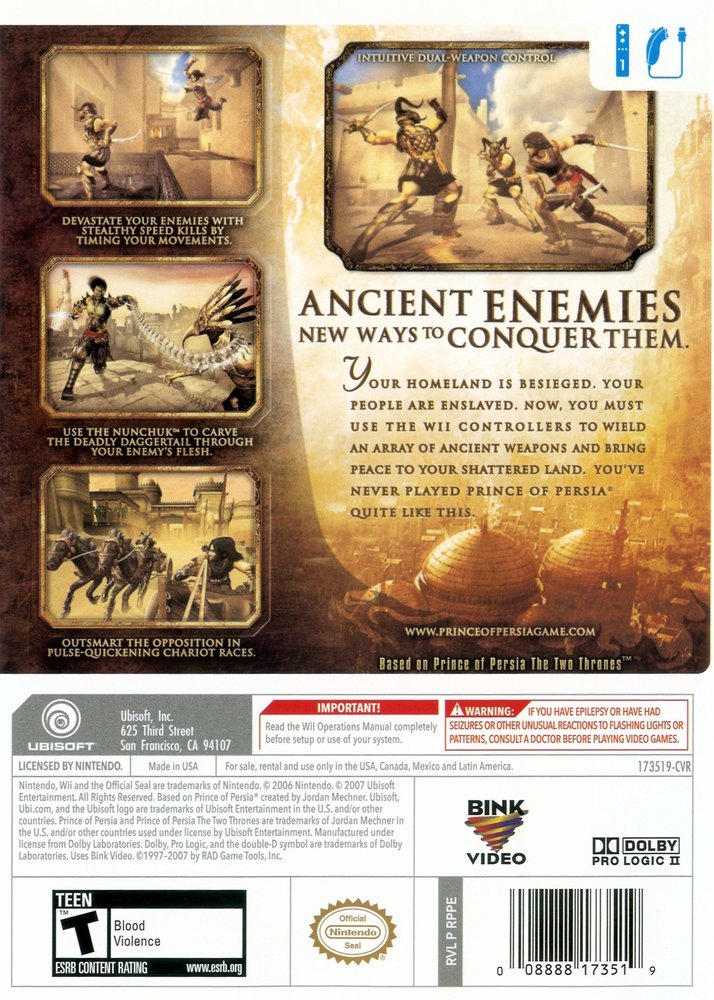 1
INTUITIVE DUAL-WEAPON CONTROL
DEVASTATE YOUR ENEMIES WITH
STEALTHY SPEED KILLS BY
TIMING YOUR MOVEMENTS.
USE THE NUNCHUK™ TO CARVE
THE DEADLY DAGGERTAIL THROUGH
YOUR ENEMY'S FLESH.
OUTSMART THE OPPOSITION IN
PULSE-QUICKENING CHARIOT RACES.
ANCIENT ENEMIES
NEW WAYS TO CONQUER THEM.
YOUR HOMELAND IS BESIEGED. YOUR
PEOPLE ARE ENSLAVED. NOW, YOU MUST
USE THE WII CONTROLLERS TO WIELD
AN ARRAY OF ANCIENT WEAPONS AND BRING
PEACE TO YOUR SHATTERED LAND. YOU'VE
NEVER PLAYED PRINCE OF PERSIA®
QUITE LIKE THIS.
WWW.PRINCEOFPERSIAGAME.COM
Based on Prince of Persia The Two Thrones™
UBISOFT™
Ubisoft, Inc.
625 Third Street
San Francisco, CA 94107
IMPORTANT!
Read the Wii Operations Manual completely
before setup or use of your system.
WARNING: IF YOU HAVE EPILEPSY OR HAVE HAD
SEIZURES OR OTHER UNUSUAL REACTIONS TO FLASHING LIGHTS OR
PATTERNS, CONSULT A DOCTOR BEFORE PLAYING VIDEO GAMES.
LICENSED BY NINTENDO.
Made in USA
For sale, rental and use only in the USA, Canada, Mexico and Latin America.
173519-CVR
Nintendo, Wii and the Official Seal are trademarks of Nintendo. © 2006 Nintendo. © 2007 Ubisoft
Entertainment. All Rights Reserved. Based on Prince of Persia® created by Jordan Mechner. Ubisoft,
Ubi.com, and the Ubisoft logo are trademarks of Ubisoft Entertainment in the U.S. and/or other
countries. Prince of Persia and Prince of Persia The Two Thrones are trademarks of Jordan Mechner in
the U.S. and/or other countries used under license by Ubisoft Entertainment. Manufactured under
license from Dolby Laboratories. Dolby, Pro Logic, and the double-D symbol are trademarks of Dolby
Laboratories. Uses Bink Video. ©1997–2007 by RAD Game Tools, Inc.
BINK
VIDEO
DOLBY
PRO LOGIC II
TEEN
T
TM
Blood
Violence
ESRB CONTENT RATING
www.esrb.org
Official
Nintendo
Seal
®
RVL P RPPE
0 08888 17351 9